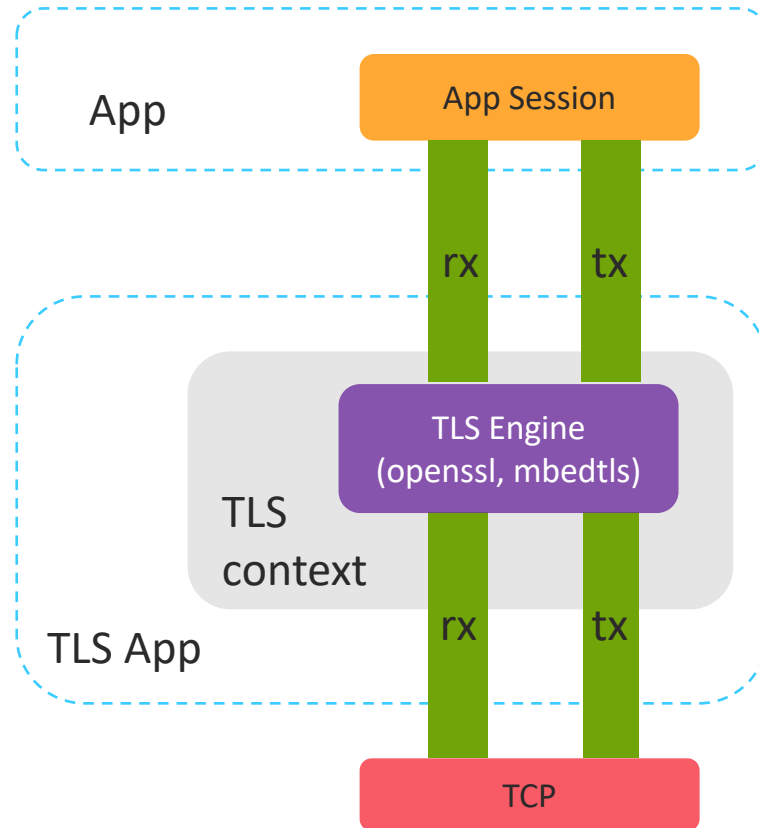 App Session
App
rx
tx
TLS Engine
(openssl, mbedtls)
TLS
context
rx
tx
TLS App
TCP